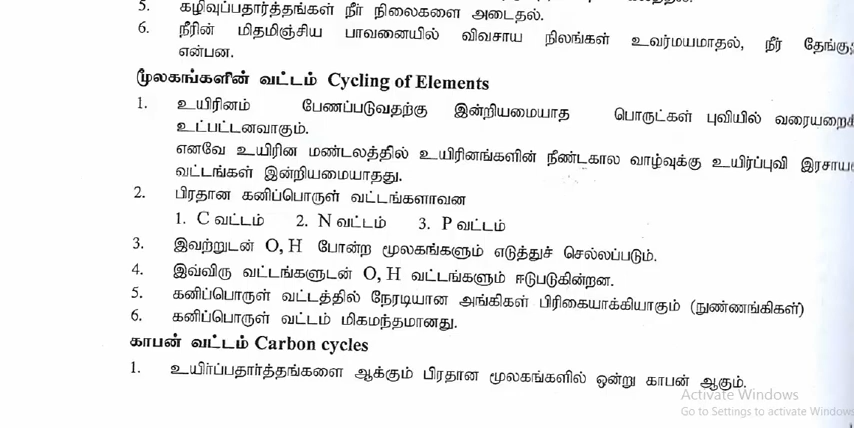 5. கழிவுப்பதார்த்தங்கள் நீர் நிலைகளை அடைதல்.
6. நீரின் மிதமிஞ்சிய பாவனையில் விவசாய நிலங்கள் உவர்மயமாதல், நீர்
என்பன.
மூலகங்களின் வட்டம் Cycling of Elements
1. உயிரினம் பேணப்படுவதற்கு இன்றியமையாத பொருட்கள் புவியில்
உட்பட்டனவாகும்.
எனவே உயிரின மண்டலத்தில் உயிரினங்களின் நீண்டகால வாழ்வுக்கு உயிர்ப்புவி
வட்டங்கள் இன்றியமையாதது.
2. பிரதான கனிப்பொருள் வட்டங்களாவன
1. C வட்டம் 2. N வட்டம் 3. P வட்டம்
3. இவற்றுடன் O, H போன்ற மூலகங்களும் எடுத்துச் செல்லப்படும்.
4. இவ்விரு வட்டங்களுடன் O, H வட்டங்களும் ஈடுபடுகின்றன.
5. கனிப்பொருள் வட்டத்தில் நேரடியான அங்கிகள் பிரிகையாக்கியாகும் (நுண்ணங்கிகள்)
6. கனிப்பொருள் வட்டம் மிகமந்தமானது.
காபன் வட்டம் Carbon cycles
1. உயிர்ப்பதார்த்தங்களை ஆக்கும் பிரதான மூலகங்களில் ஒன்று காபன் ஆகும்.
Activate Windows
Go to Settings to activate Windows